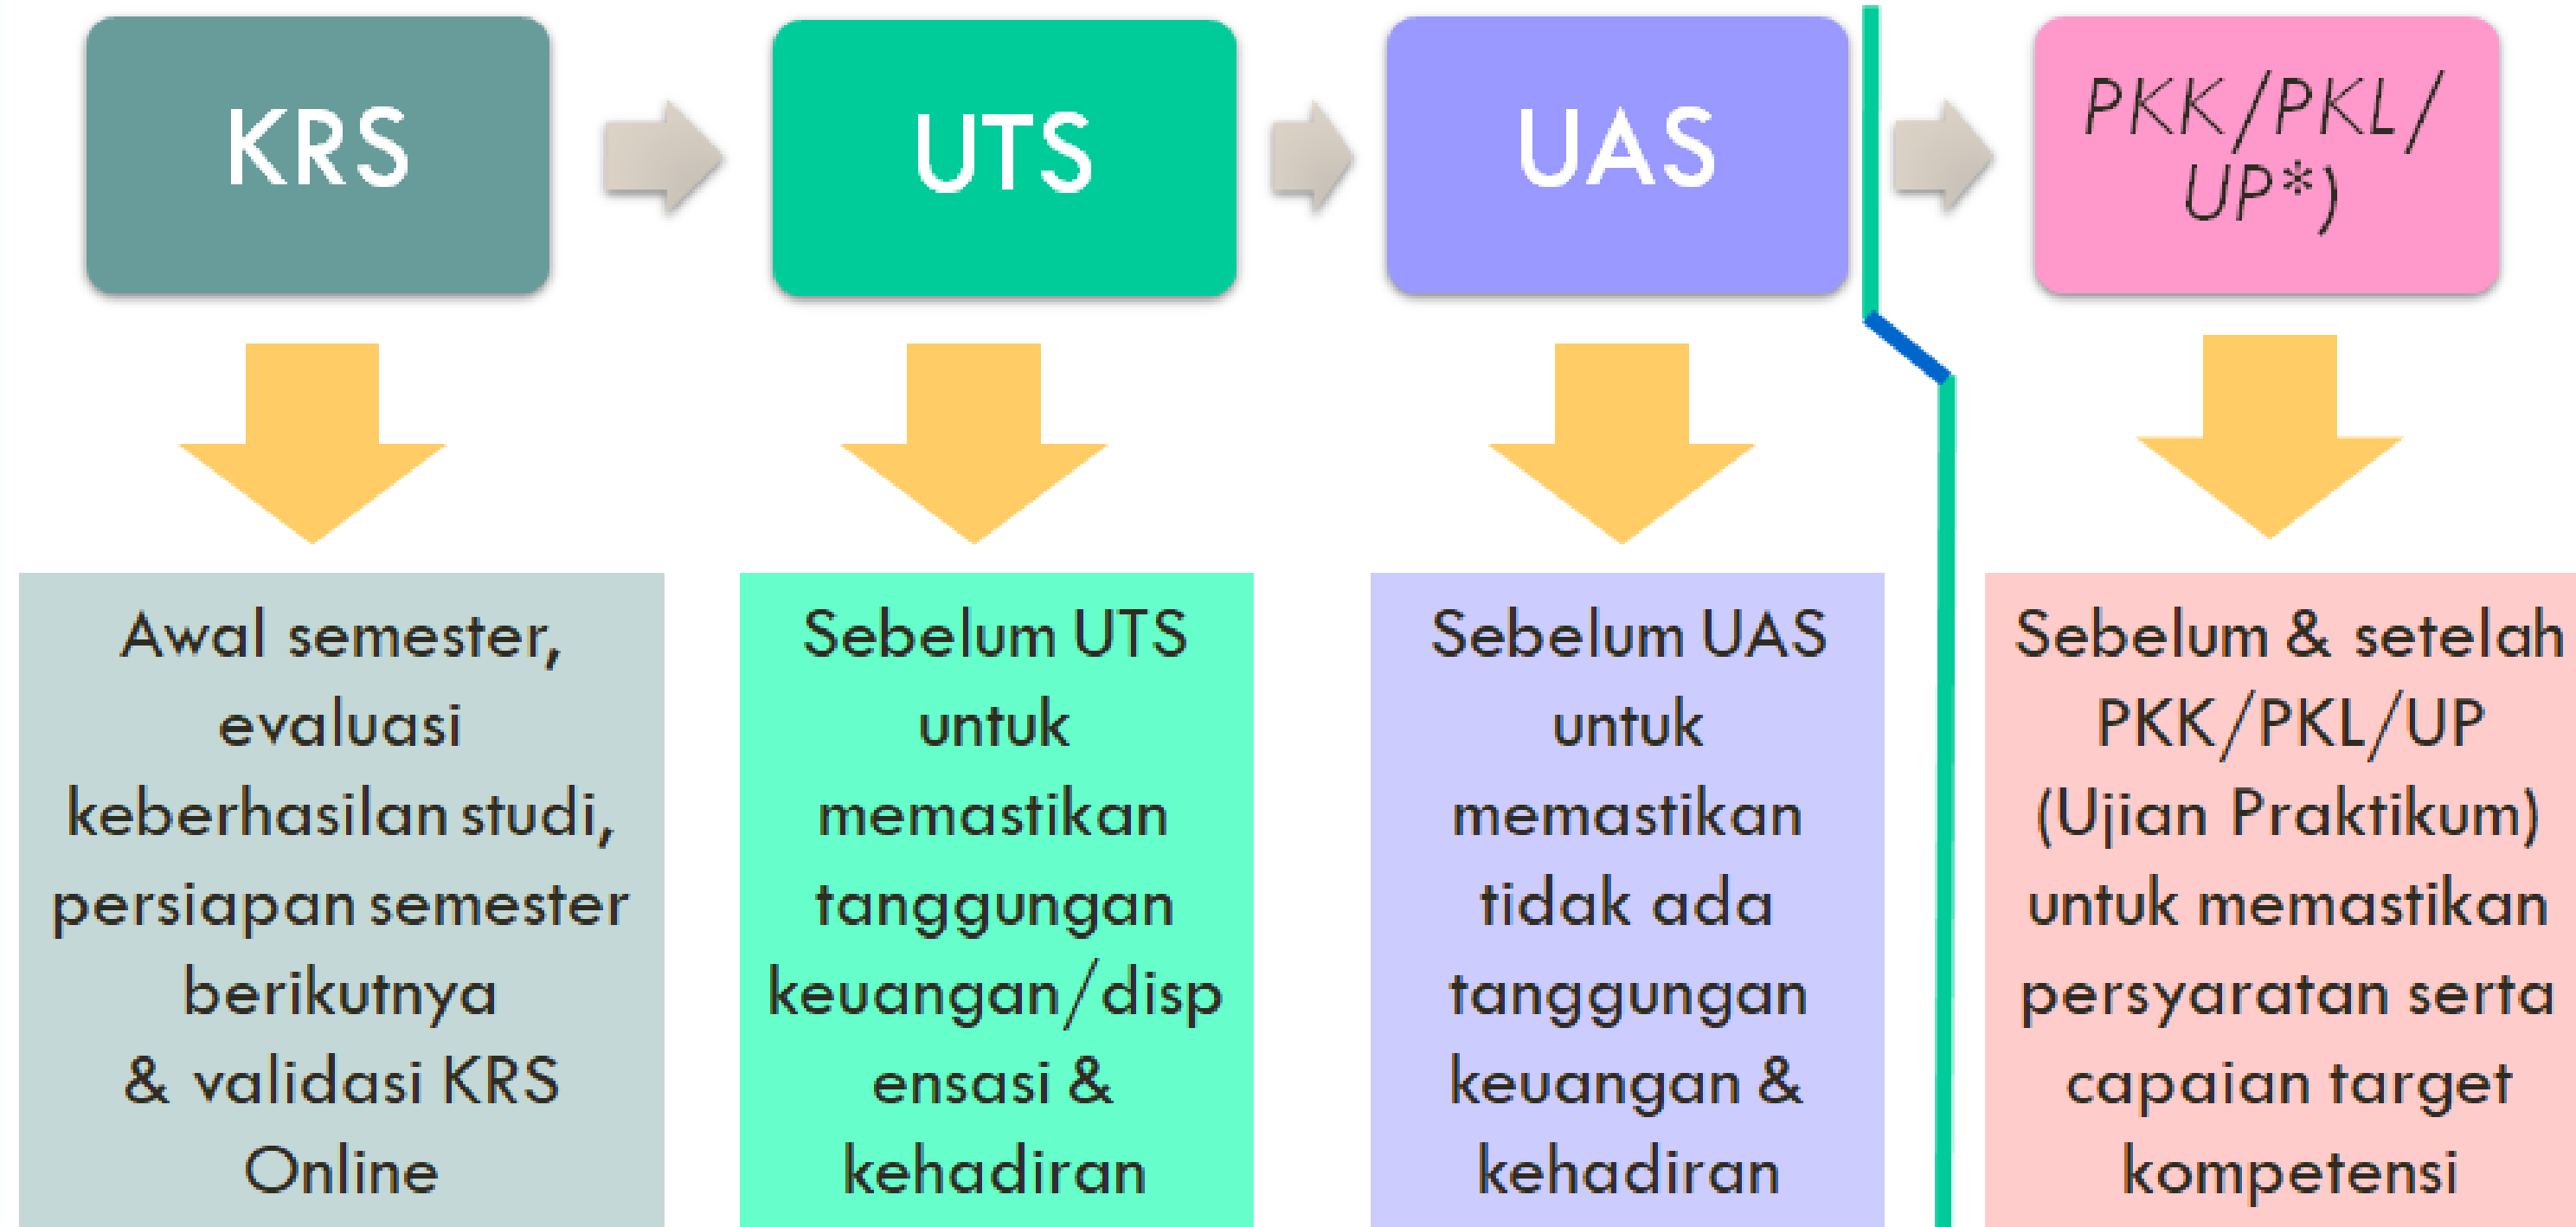 KRS
UTS
UAS
PKK/PKL/
UP*)
Awal semester,
evaluasi
keberhasilan studi,
persiapan semester
berikutnya
& validasi KRS
Online
Sebelum UTS
untuk
memastikan
tanggungan
keuangan/disp
ensasi &
kehadiran
Sebelum UAS
untuk
memastikan
tidak ada
tanggungan
keuangan &
kehadiran
Sebelum & setelah
PKK/PKL/UP
(Ujian Praktikum)
untuk memastikan
persyaratan serta
capaian target
kompetensi